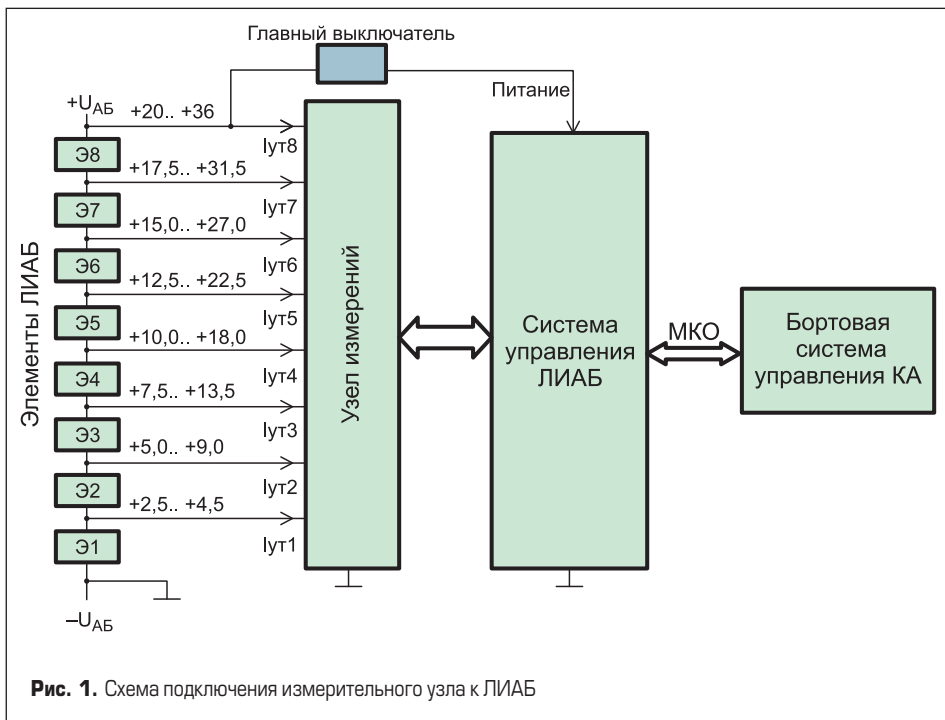 Главный выключатель
Питание
+U АБ
+20.. +36
Iут8
Э8
+17,5.. +31,5
Iут7
Э7
+15,0.. +27,0
Iут6
Э6
+12,5.. +22,5
Iут5
Э5
+10,0.. +18,0
Iут4
Э4
+7,5.. +13,5
Iут3
Э3
+5,0.. +9,0
Iут2
Э2
+2,5.. +4,5
Iут1
Э1
–U АБ
Элементы ЛИАБ
Узел измерений
Система
управления
ЛИАБ
МКО
Бортовая
система
управления КА
Рис. 1. Схема подключения измерительного узла к ЛИАБ